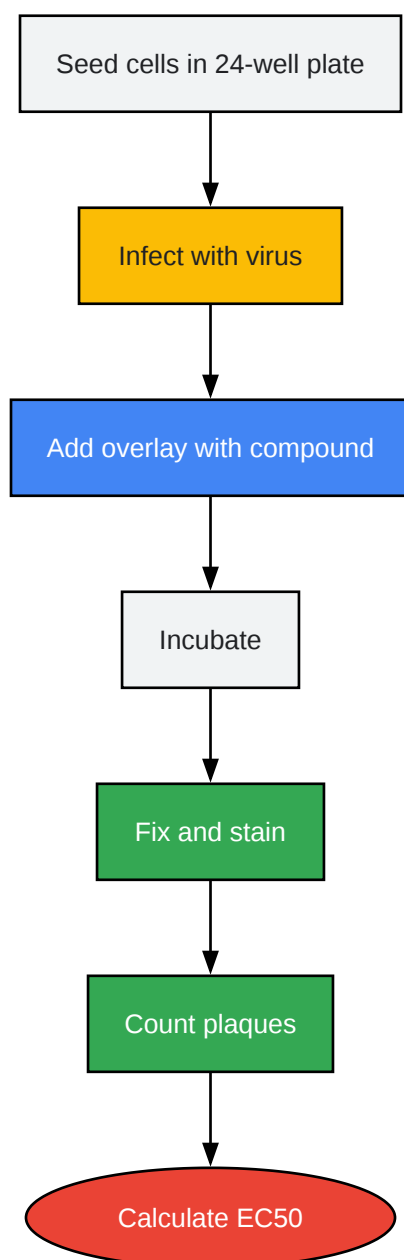 Seed cells in 24-well plate
Infect with virus
Add overlay with compound
Incubate
Fix and stain
Count plaques
Calculate EC50